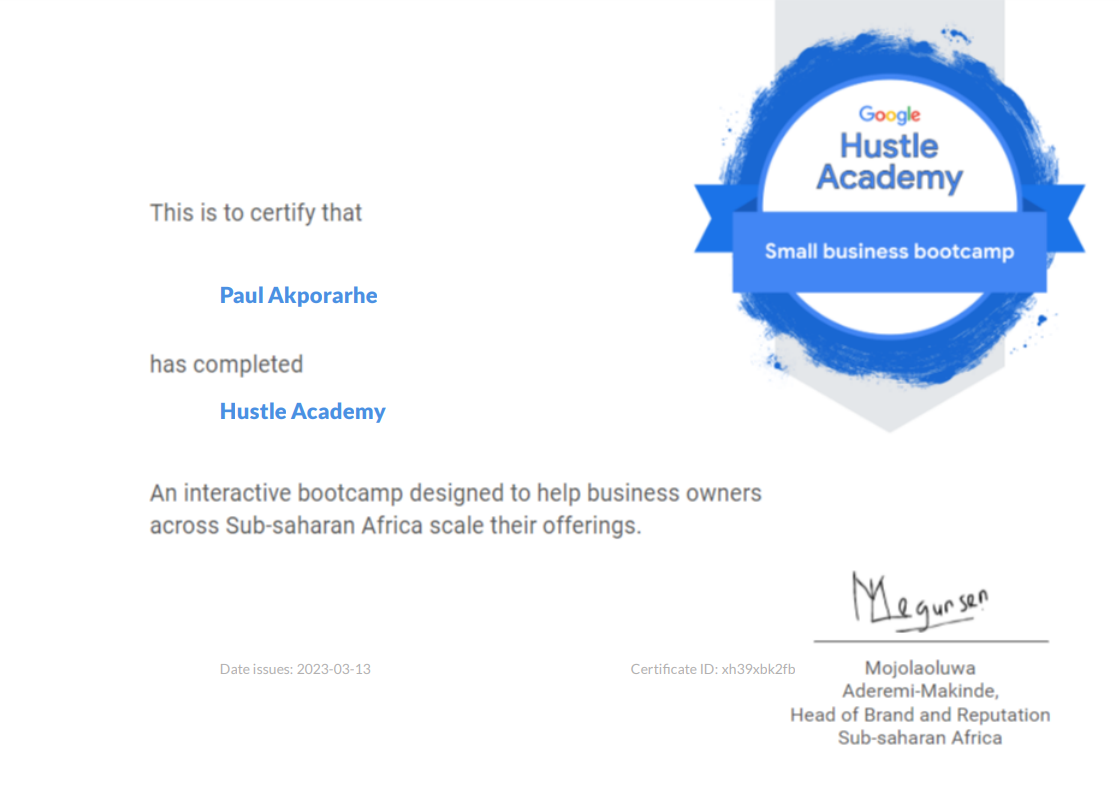 Google
Hustle
Academy
Small business bootcamp
This is to certify that
Paul Akporarhe
has completed
Hustle Academy
An interactive bootcamp designed to help business owners
across Sub-saharan Africa scale their offerings.
Megunsen
Date issues: 2023-03-13
Certificate ID: xh39xbk2fb
Mojolaoluwa
Aderemi-Makinde,
Head of Brand and Reputation
Sub-saharan Africa